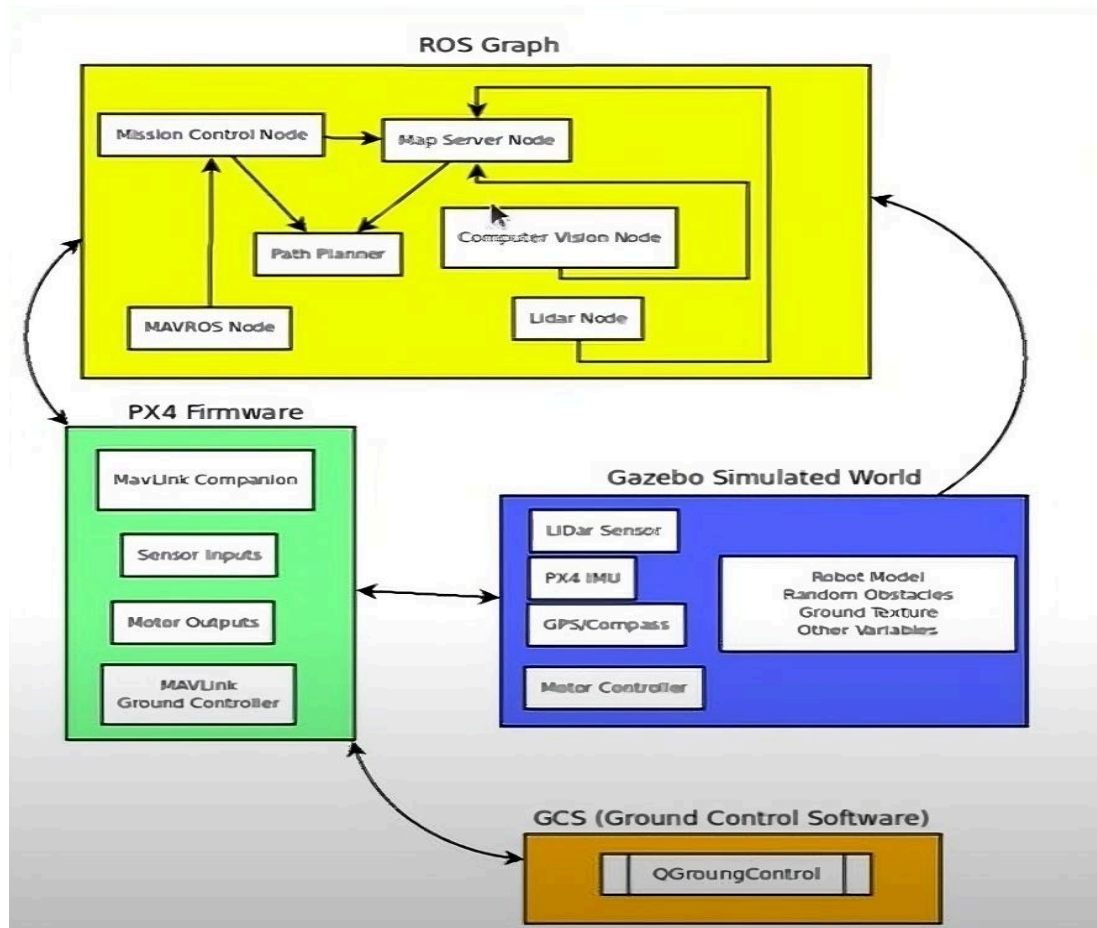 ROS Graph
Mission Control Node
Map Server Node
Computer Vision Node
Path Planner
Lidar Node
MAVROS Node
PX4 Firmware
MavLink Companion
Sensor Inputs
Motor Outputs
MAVLink
Ground Controller
Gazebo Simulated World
LiDar Sensor
PX4 IMU
GPS/Compass
Motor Controller
Robot Model
Random Obstacles
Ground Texture
Other Variables
GCS (Ground Control Software)
QGroungControl